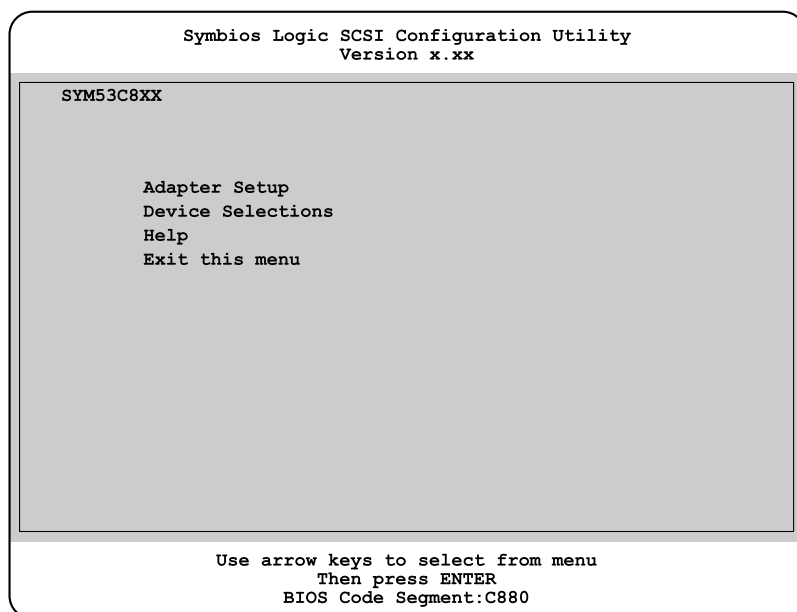 Symbios Logic SCSI Configuration Utility
Version x.xx
SYM53C8XX
Adapter Setup
Device Selections
Help
Exit this menu
Use arrow keys to select from menu
Then press ENTER
BIOS Code Segment:C880